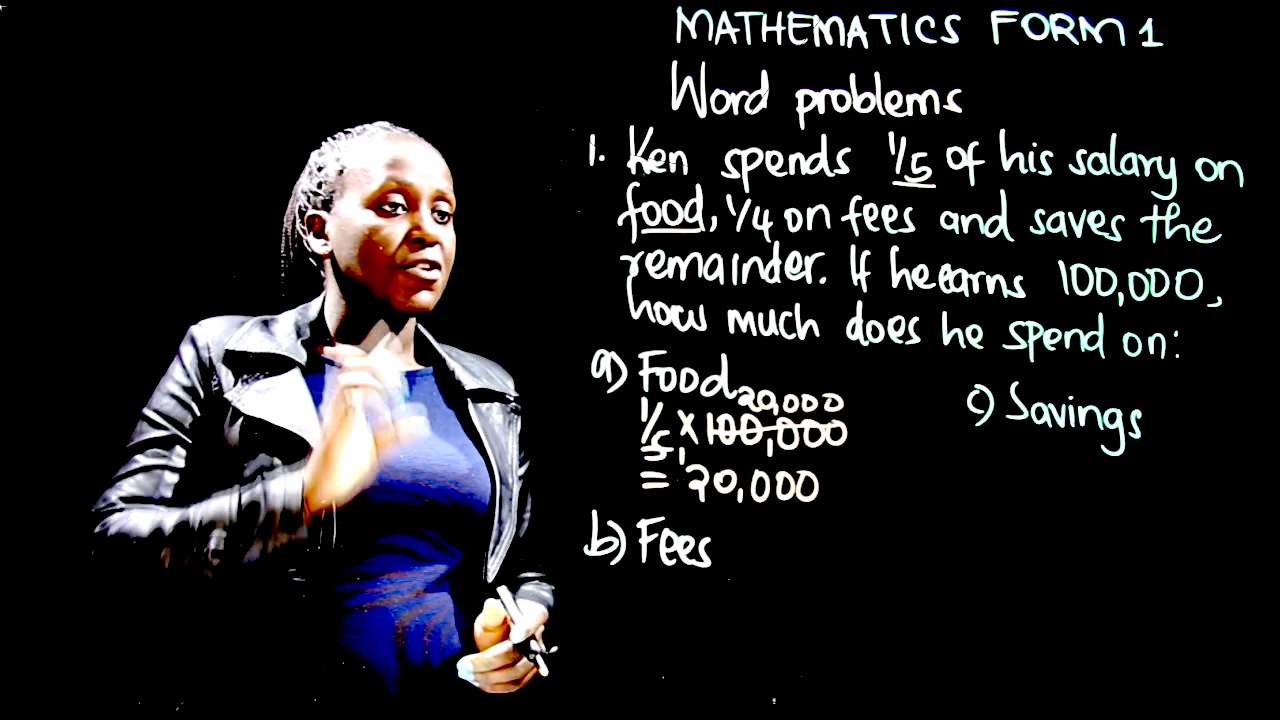 MATHEMATICS FORM 1
Word problems
1. Ken spends 1/5 of his salary on
food, 1/4 on fees and saves the
remainder. If he earns 100,000,
how much does he spend on:
a) Food
20,000
1/5 × 100,000
1
= 20,000
b) Fees
c) Savings